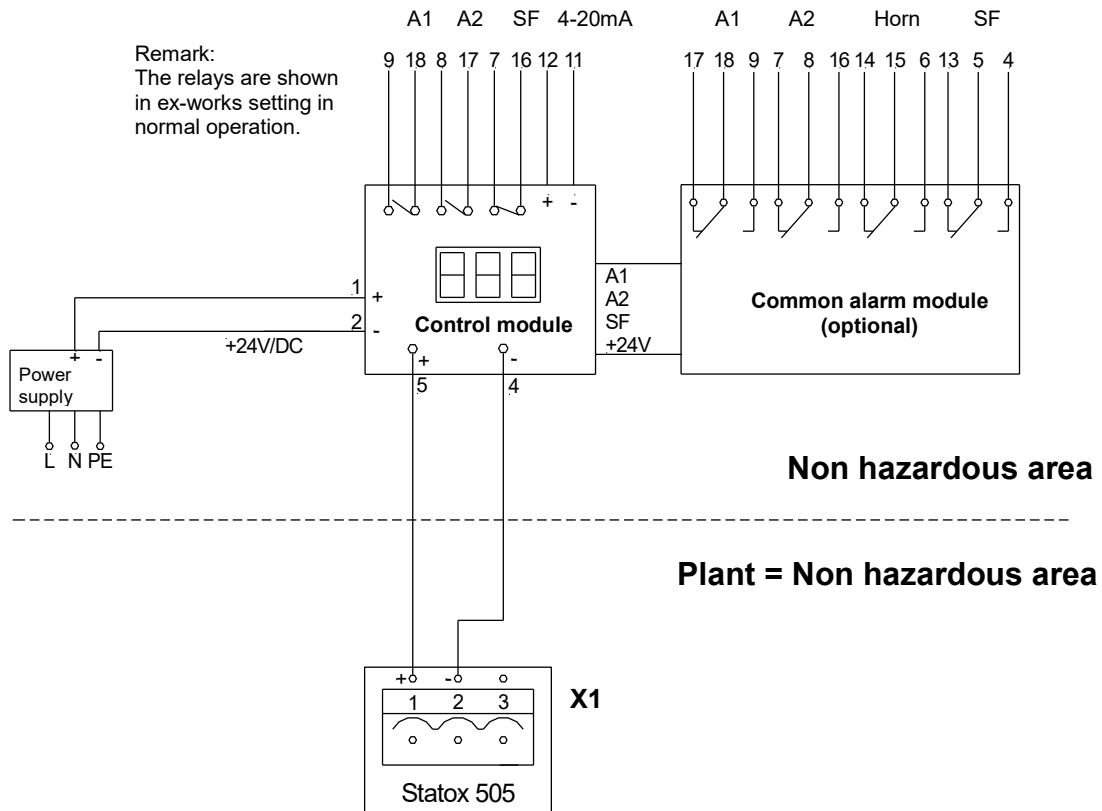 A1 A2 SF 4-20mA A1 A2 Horn SF
Remark:
The relays are shown
in ex-works setting in
normal operation.
9 18 8 17 7 16 12 11
17 18 9 7 8 16 14 15 6 13 5 4
+ -
1
+
2
-
+24V/DC
Control module
A1
A2
SF
+24V
Common alarm module
(optional)
+ -
Power
supply
L N PE
+ -
5 4
Non hazardous area
Plant = Non hazardous area
+ -
1 2 3
X1
Statox 505